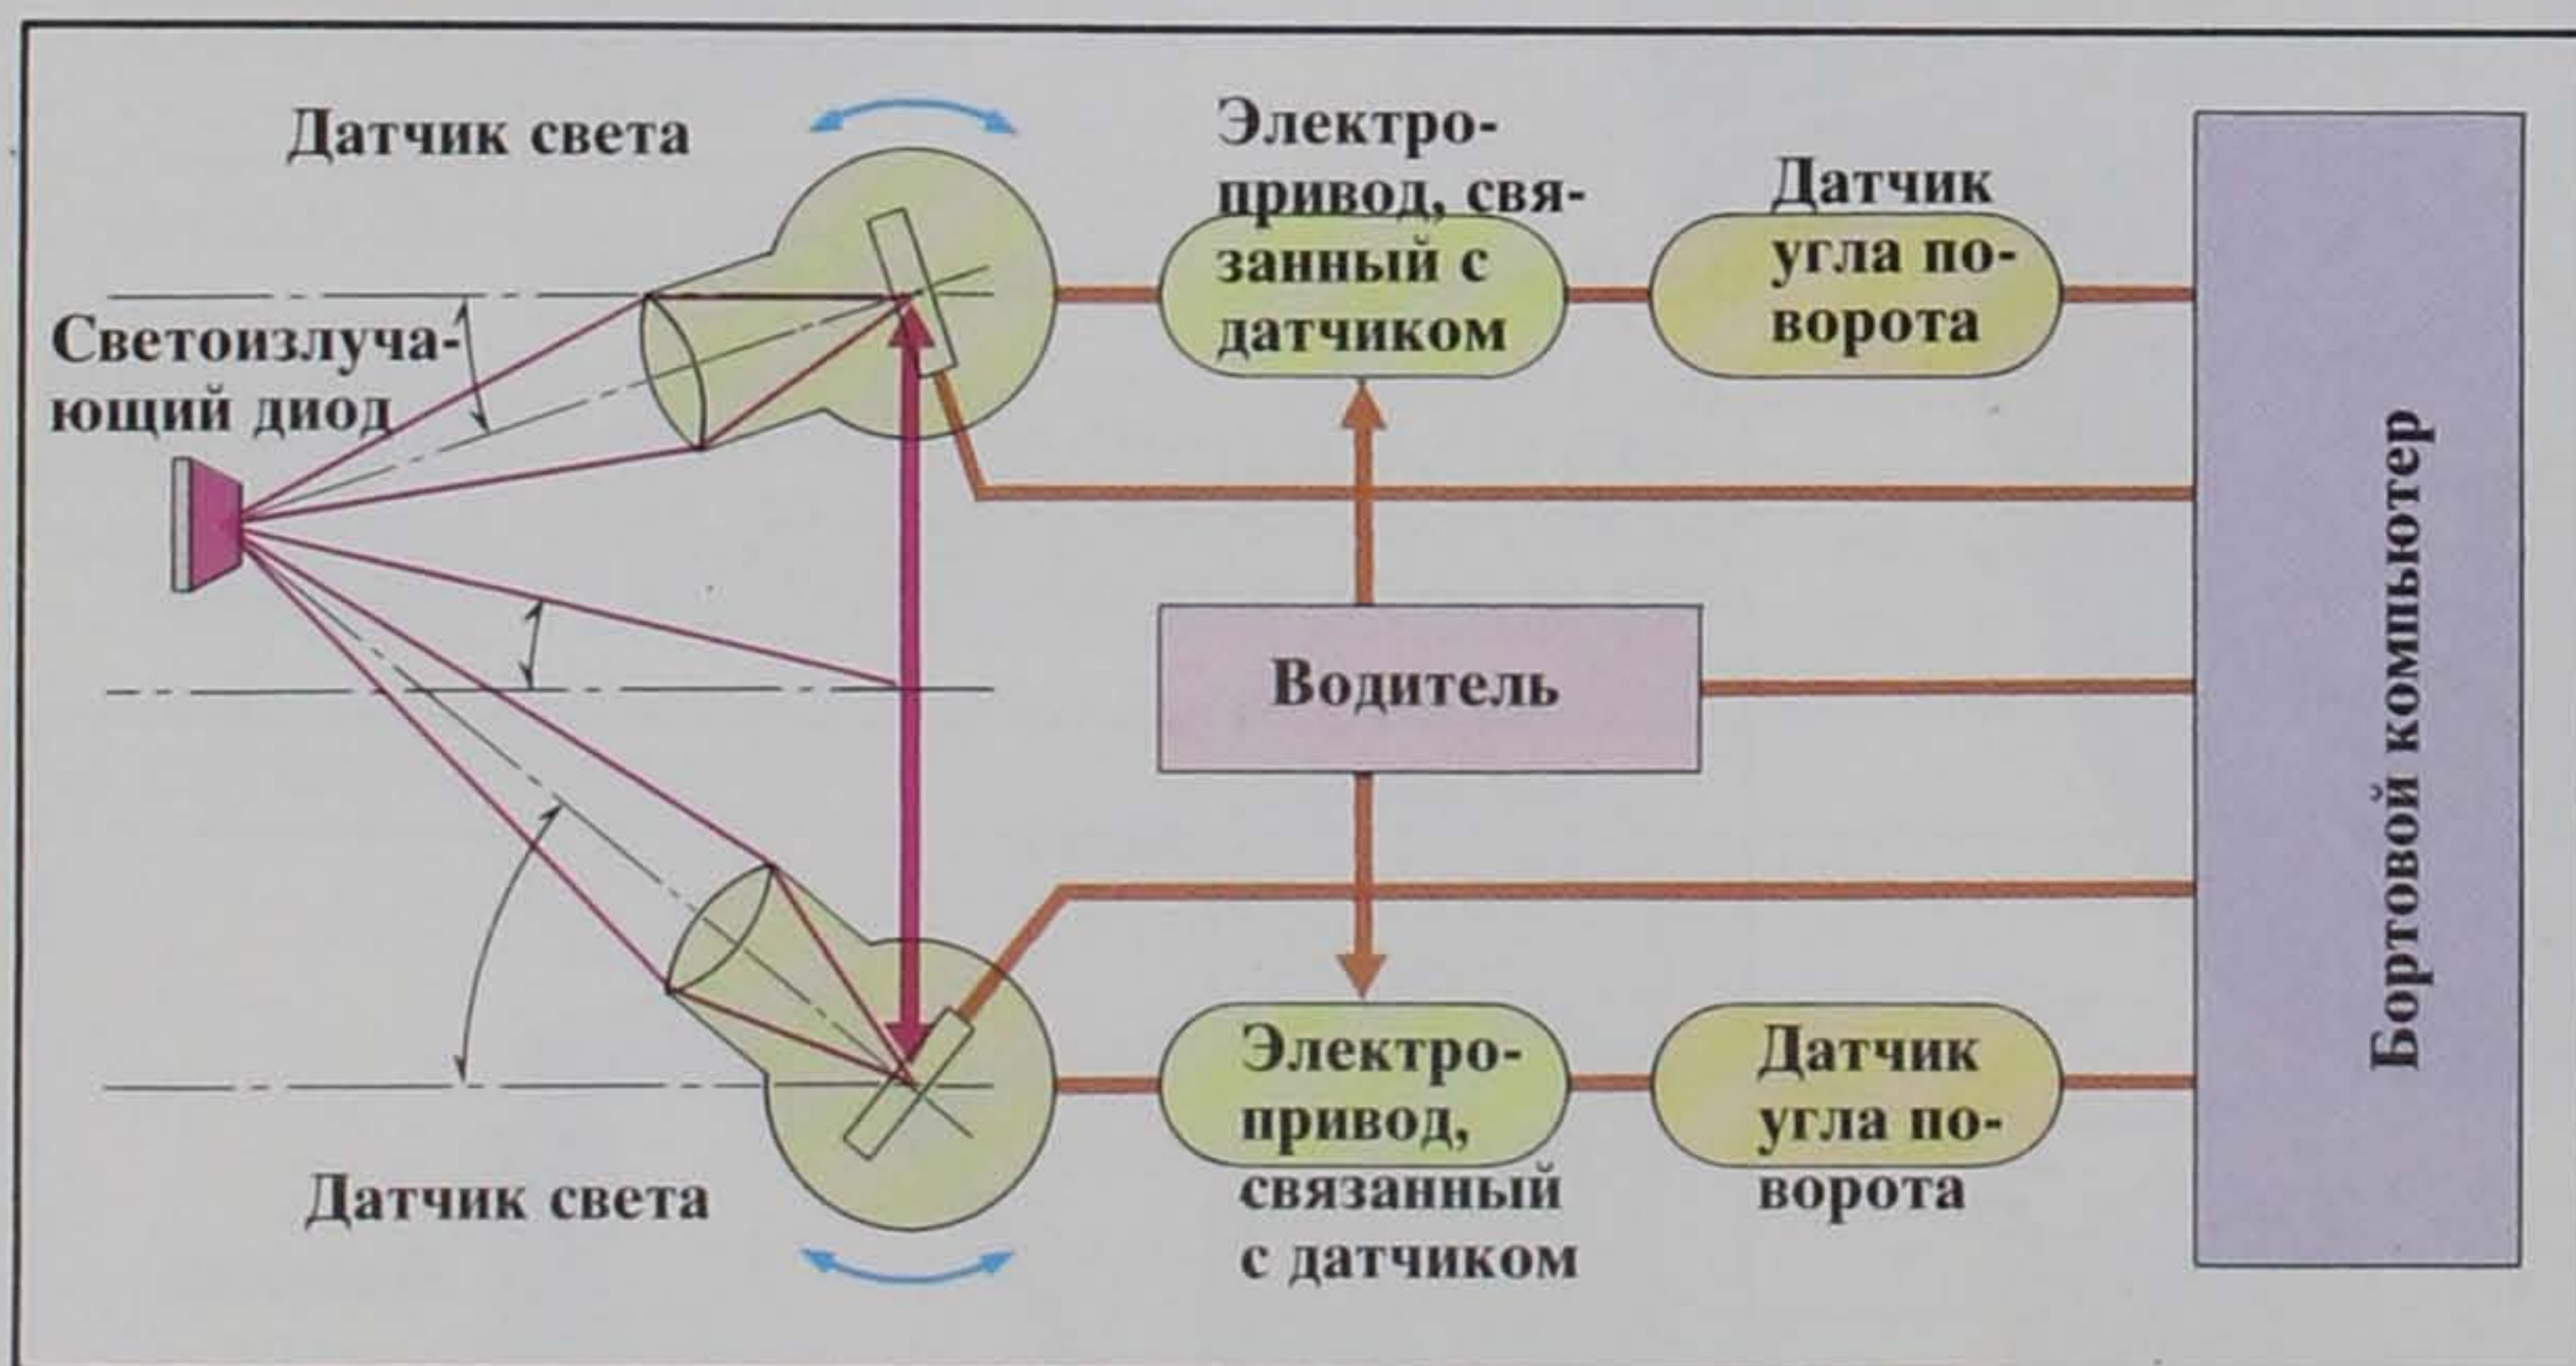 Датчик света
Электро-
привод, свя-
занный с
датчиком
Датчик
угла по-
ворота
Светоизлуча-
ющий диод
Водитель
Бортовой компьютер
Датчик света
Электро-
привод,
связанный
с датчиком
Датчик
угла по-
ворота